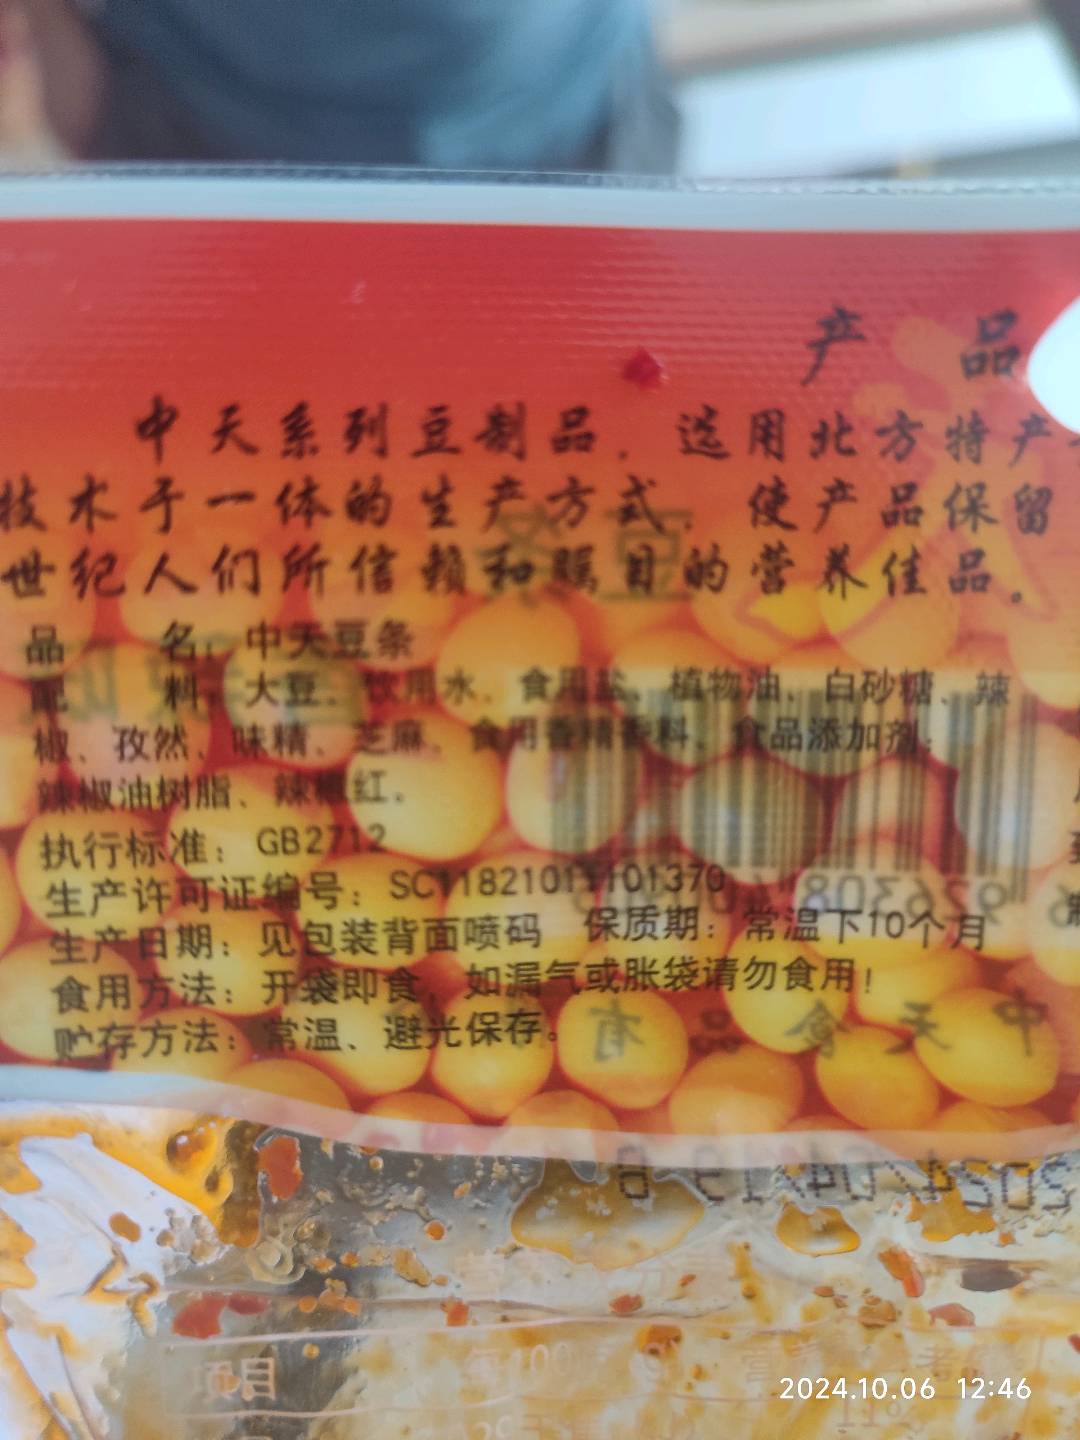 产 品
中天系列豆制品，选用北方特产
技术于一体的生产方式，使产品保留
世纪人们所信赖和瞩目的营养佳品。
品 名：中天豆条
配 料：大豆、饮用水、食用盐、植物油、白砂糖、辣
椒、孜然、味精、芝麻、食用香精香料、食品添加剂：
辣椒油树脂、辣椒红。
执行标准：GB2712
生产许可证编号：SC11821011101370
生产日期：见包装背面喷码 保质期：常温下10个月
食用方法：开袋即食，如漏气或胀袋请勿食用！
贮存方法：常温、避光保存。
中天食品有
2024/04/19 B
项目
2024.10.06 12:46